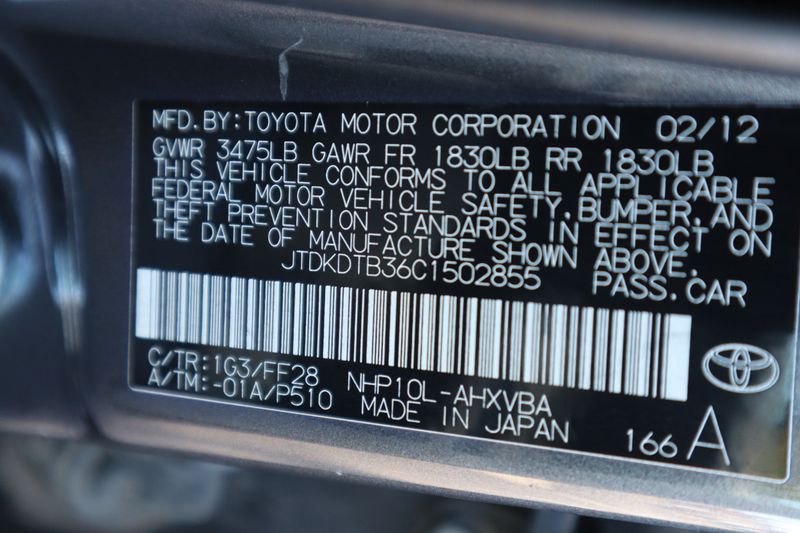 MFD.BY:TOYOTA MOTOR CORPORATION 02/12
GVWR 3475LB GAWR FR 1830LB RR 1830LB
THIS VEHICLE CONFORMS TO ALL APPLICABLE
FEDERAL MOTOR VEHICLE SAFETY,BUMPER,AND
THEFT PREVENTION STANDARDS IN EFFECT ON
THE DATE OF MANUFACTURE SHOWN ABOVE.
JTDKDTB36C1502855 PASS.CAR
C/TR:1G3/FF28 NHP10L-AHXVBA
A/TM:-01A/P510 MADE IN JAPAN
166 A